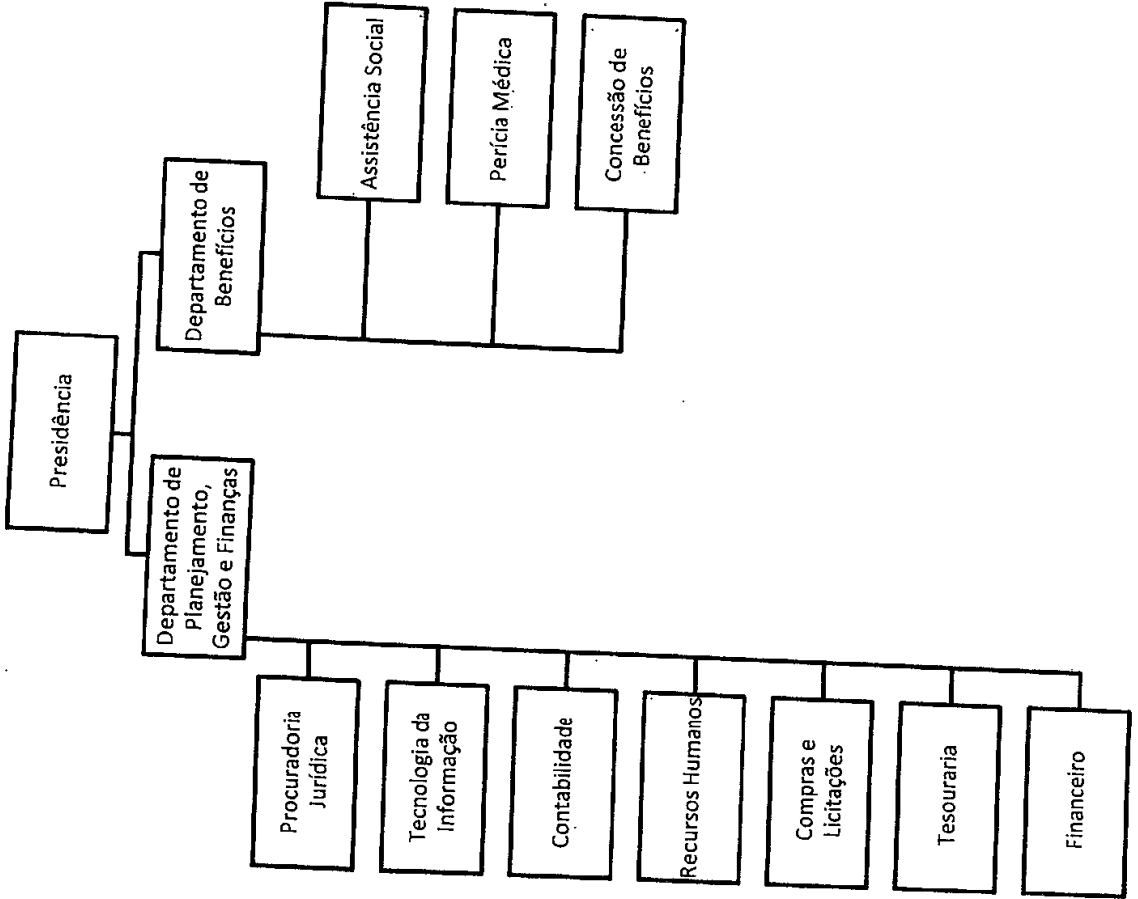 Presidência
Departamento de
Planejamento,
Gestão e Finanças
Procuradoria
Jurídica
Tecnologia da
Informação
Contabilidade
Recursos Humanos
Compras e
Licitações
Tesouraria
Financeiro
Departamento de
Benefícios
Assistência Social
Perícia Médica
Concessão de
Benefícios